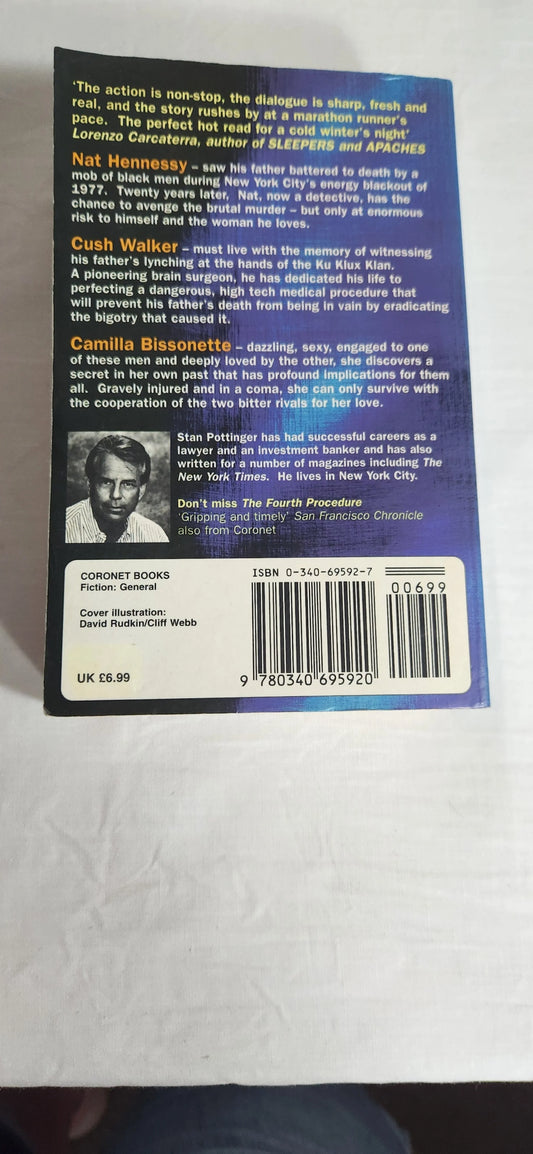 ‘The action is non-stop, the dialogue is sharp, fresh and
real, and the story rushes by at a marathon runner's
pace. The perfect hot read for a cold winter's night’
Lorenzo Carcaterra, author of SLEEPERS and APACHES
Nat Hennessy – saw his father battered to death by a
mob of black men during New York City's energy blackout of
1977. Twenty years later, Nat, now a detective, has the
chance to avenge the brutal murder – but only at enormous
risk to himself and the woman he loves.
Cush Walker – must live with the memory of witnessing
his father's lynching at the hands of the Ku Klux Klan.
A pioneering brain surgeon, he has dedicated his life to
perfecting a dangerous, high tech medical procedure that
will prevent his father's death from being in vain by eradicating
the bigotry that caused it.
Camilla Bissonette – dazzling, sexy, engaged to one
of these men and deeply loved by the other, she discovers a
secret in her own past that has profound implications for them
all. Gravely injured and in a coma, she can only survive with
the cooperation of the two bitter rivals for her love.
Stan Pottinger has had successful careers as a
lawyer and an investment banker and has also
written for a number of magazines including The
New York Times. He lives in New York City.
Don't miss The Fourth Procedure
‘Gripping and timely’ San Francisco Chronicle
also from Coronet
CORONET BOOKS
Fiction: General
Cover illustration:
David Rudkin/Cliff Webb
UK £6.99
ISBN 0-340-69592-7
00699
9 780340 695920